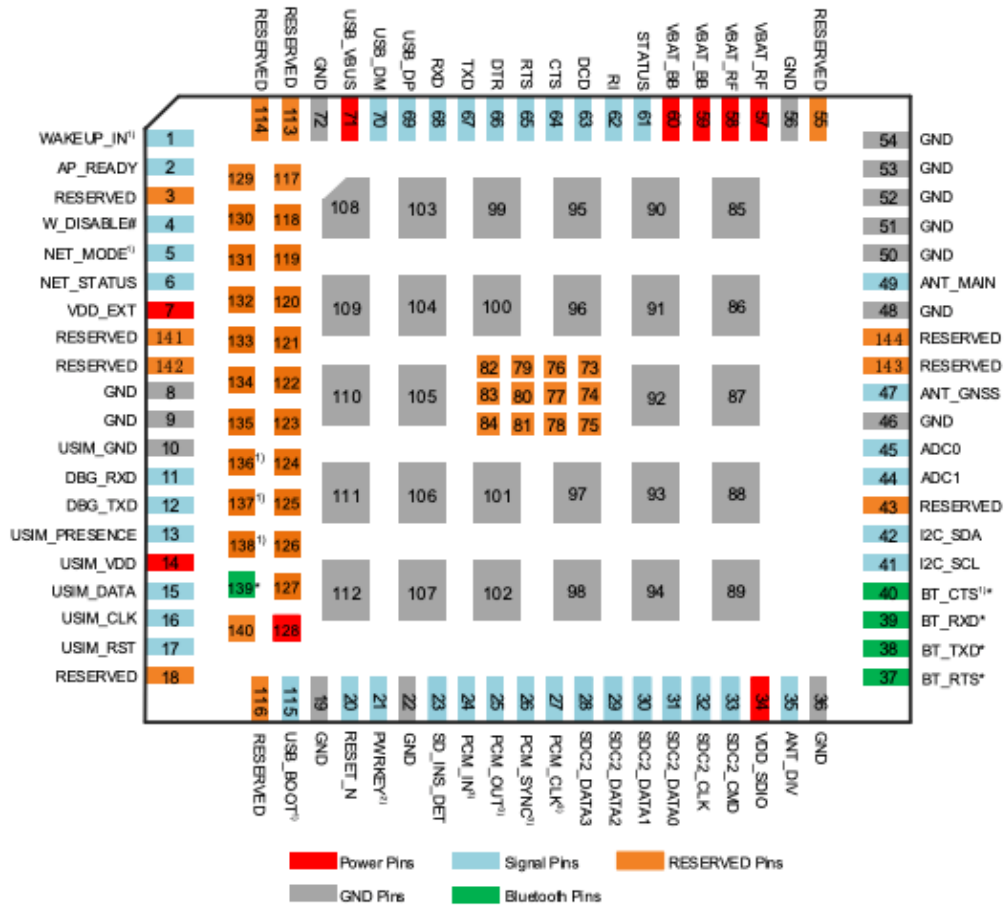 RESERVED
RESERVED
GND
USB_VBUS
USB_DM
USB_DP
RXD
TXD
DTR
RTS
CTS
DCD
RI
STATUS
VBAT_BB
VBAT_BB
VBAT_RF
VBAT_RF
GND
RESERVED
114 113 72 71 70 69 68 67 66 65 64 63 62 61 60 59 58 57 56 55
WAKEUP_IN1) 1
AP_READY 2
RESERVED 3
W_DISABLE# 4
NET_MODE1) 5
NET_STATUS 6
VDD_EXT 7
RESERVED 141
RESERVED 142
GND 8
GND 9
USIM_GND 10
DBG_RXD 11
DBG_TXD 12
USIM_PRESENCE 13
USIM_VDD 14
USIM_DATA 15
USIM_CLK 16
USIM_RST 17
RESERVED 18
129 117
130 118
131 119
132 120
133 121
134 122
135 123
1361) 124
1371) 125
1381) 126
139* 127
140 128
108 103 99 95 90 85
109 104 100 96 91 86
110 105 92 87
82 79 76 73
83 80 77 74
84 81 78 75
111 106 101 97 93 88
112 107 102 98 94 89
54 GND
53 GND
52 GND
51 GND
50 GND
49 ANT_MAIN
48 GND
144 RESERVED
143 RESERVED
47 ANT_GNSS
46 GND
45 ADC0
44 ADC1
43 RESERVED
42 I2C_SDA
41 I2C_SCL
40 BT_CTS1)*
39 BT_RXD*
38 BT_TXD*
37 BT_RTS*
116 115 19 20 21 22 23 24 25 26 27 28 29 30 31 32 33 34 35 36
RESERVED
USB_BOOT1)
GND
RESET_N
PWRKEY2)
GND
SD_INS_DET
PCM_IN3)
PCM_OUT3)
PCM_SYNC3)
PCM_CLK3)
SDC2_DATA3
SDC2_DATA2
SDC2_DATA1
SDC2_DATA0
SDC2_CLK
SDC2_CMD
VDD_SDIO
ANT_DIV
GND
Power Pins Signal Pins RESERVED Pins
GND Pins Bluetooth Pins